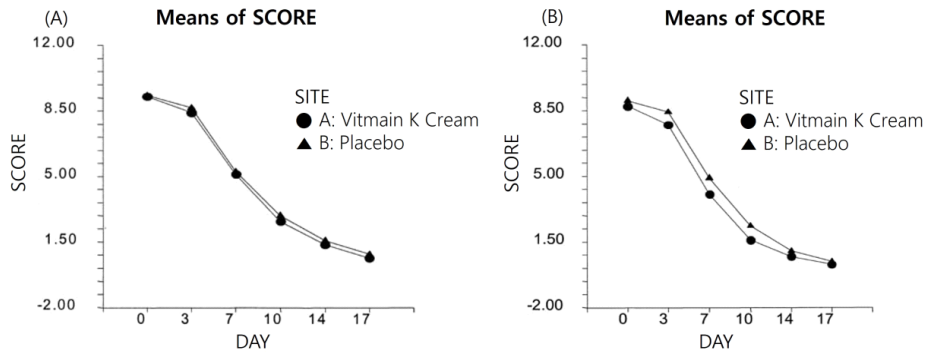 (A)
Means of SCORE
12.00
8.50
5.00
1.50
-2.00
SCORE
SITE
A: Vitmain K Cream
B: Placebo
0 3 7 10 14 17
DAY
(B)
Means of SCORE
12.00
8.50
5.00
1.50
-2.00
SCORE
SITE
A: Vitmain K Cream
B: Placebo
0 3 7 10 14 17
DAY